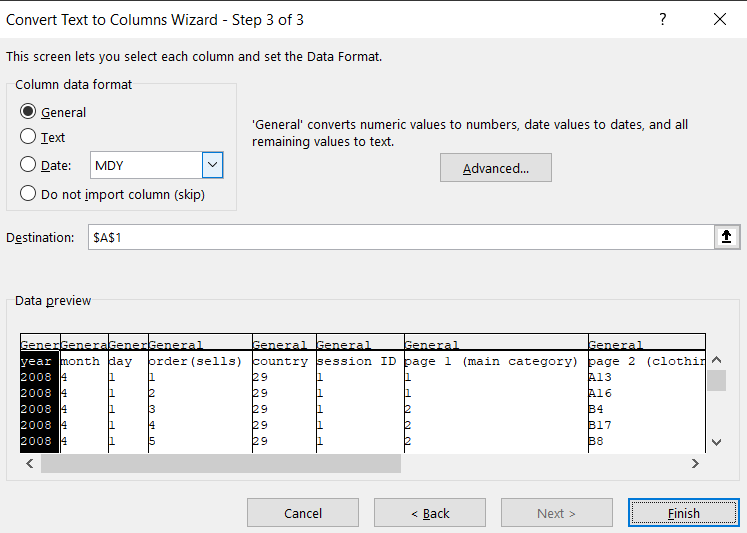 Convert Text to Columns Wizard - Step 3 of 3
?
This screen lets you select each column and set the Data Format.
Column data format
General
Text
Date: MDY
Do not import column (skip)
'General' converts numeric values to numbers, date values to dates, and all
remaining values to text.
Advanced...
Destination: $A$1
Data preview
Gener Genera Gener General General General General General
year month day order(sells) country session ID page 1 (main category) page 2 (clothin
2008 4 1 1 29 1 1 A13
2008 4 1 2 29 1 1 A16
2008 4 1 3 29 1 2 B4
2008 4 1 4 29 1 2 B17
2008 4 1 5 29 1 2 B8
Cancel < Back Next > Finish